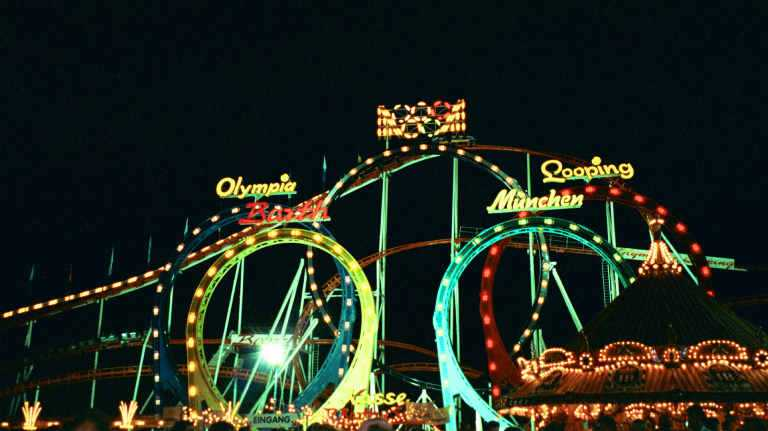 Olympia
Looping
Barth
München
Kasse
EINGANG